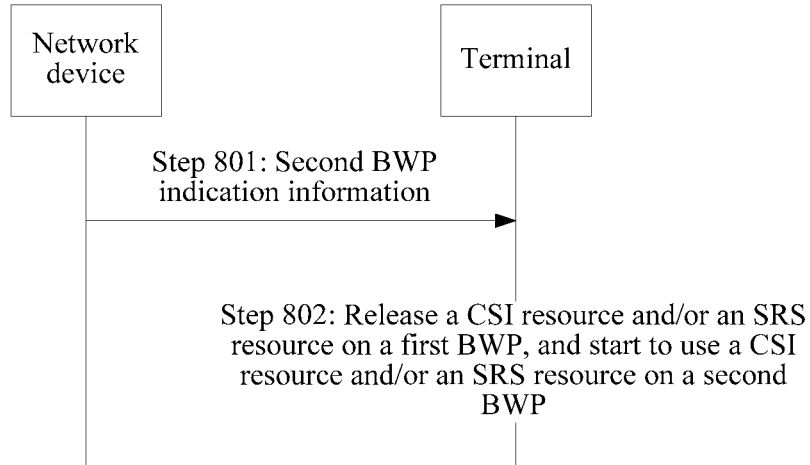 Network
device
Terminal
Step 801: Second BWP
indication information
Step 802: Release a CSI resource and/or an SRS
resource on a first BWP, and start to use a CSI
resource and/or an SRS resource on a second
BWP